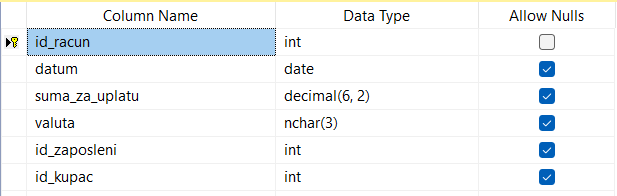 Column Name Data Type Allow Nulls
id_racun int
datum date
suma_za_uplatu decimal(6, 2)
valuta nchar(3)
id_zaposleni int
id_kupac int